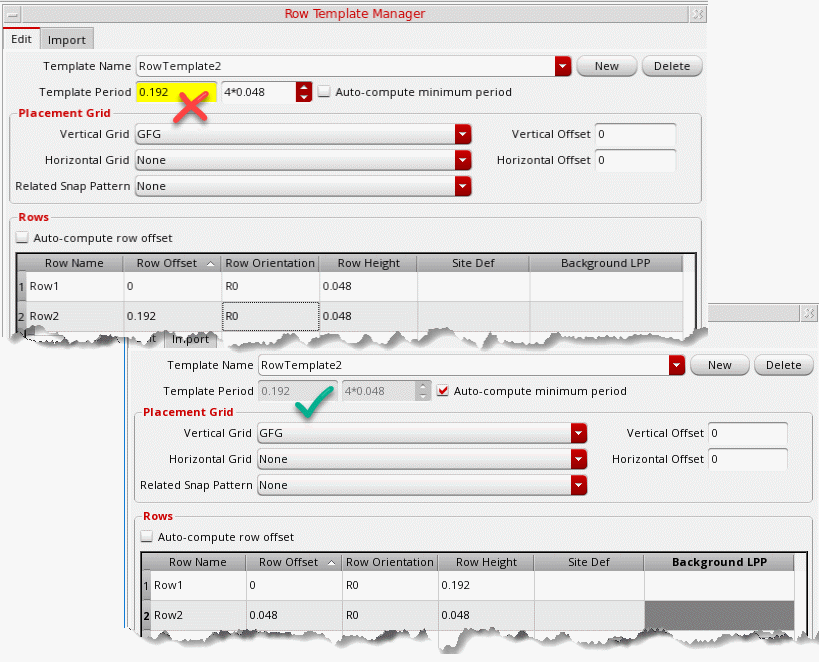 Row Template Manager
Edit Import
Template Name RowTemplate2 New Delete
Template Period 0.192 4*0.048 Auto-compute minimum period
Placement Grid
Vertical Grid GFG Vertical Offset 0
Horizontal Grid None Horizontal Offset 0
Related Snap Pattern None
Rows
Auto-compute row offset
Row Name Row Offset Row Orientation Row Height Site Def Background LPP
1 Row1 0 R0 0.048
2 Row2 0.192 R0 0.048
Import
Template Name RowTemplate2 New Delete
Template Period 0.192 4*0.048 Auto-compute minimum period
Placement Grid
Vertical Grid GFG Vertical Offset 0
Horizontal Grid None Horizontal Offset 0
Related Snap Pattern None
Rows
Auto-compute row offset
Row Name Row Offset Row Orientation Row Height Site Def Background LPP
1 Row1 0 R0 0.192
2 Row2 0.048 R0 0.048